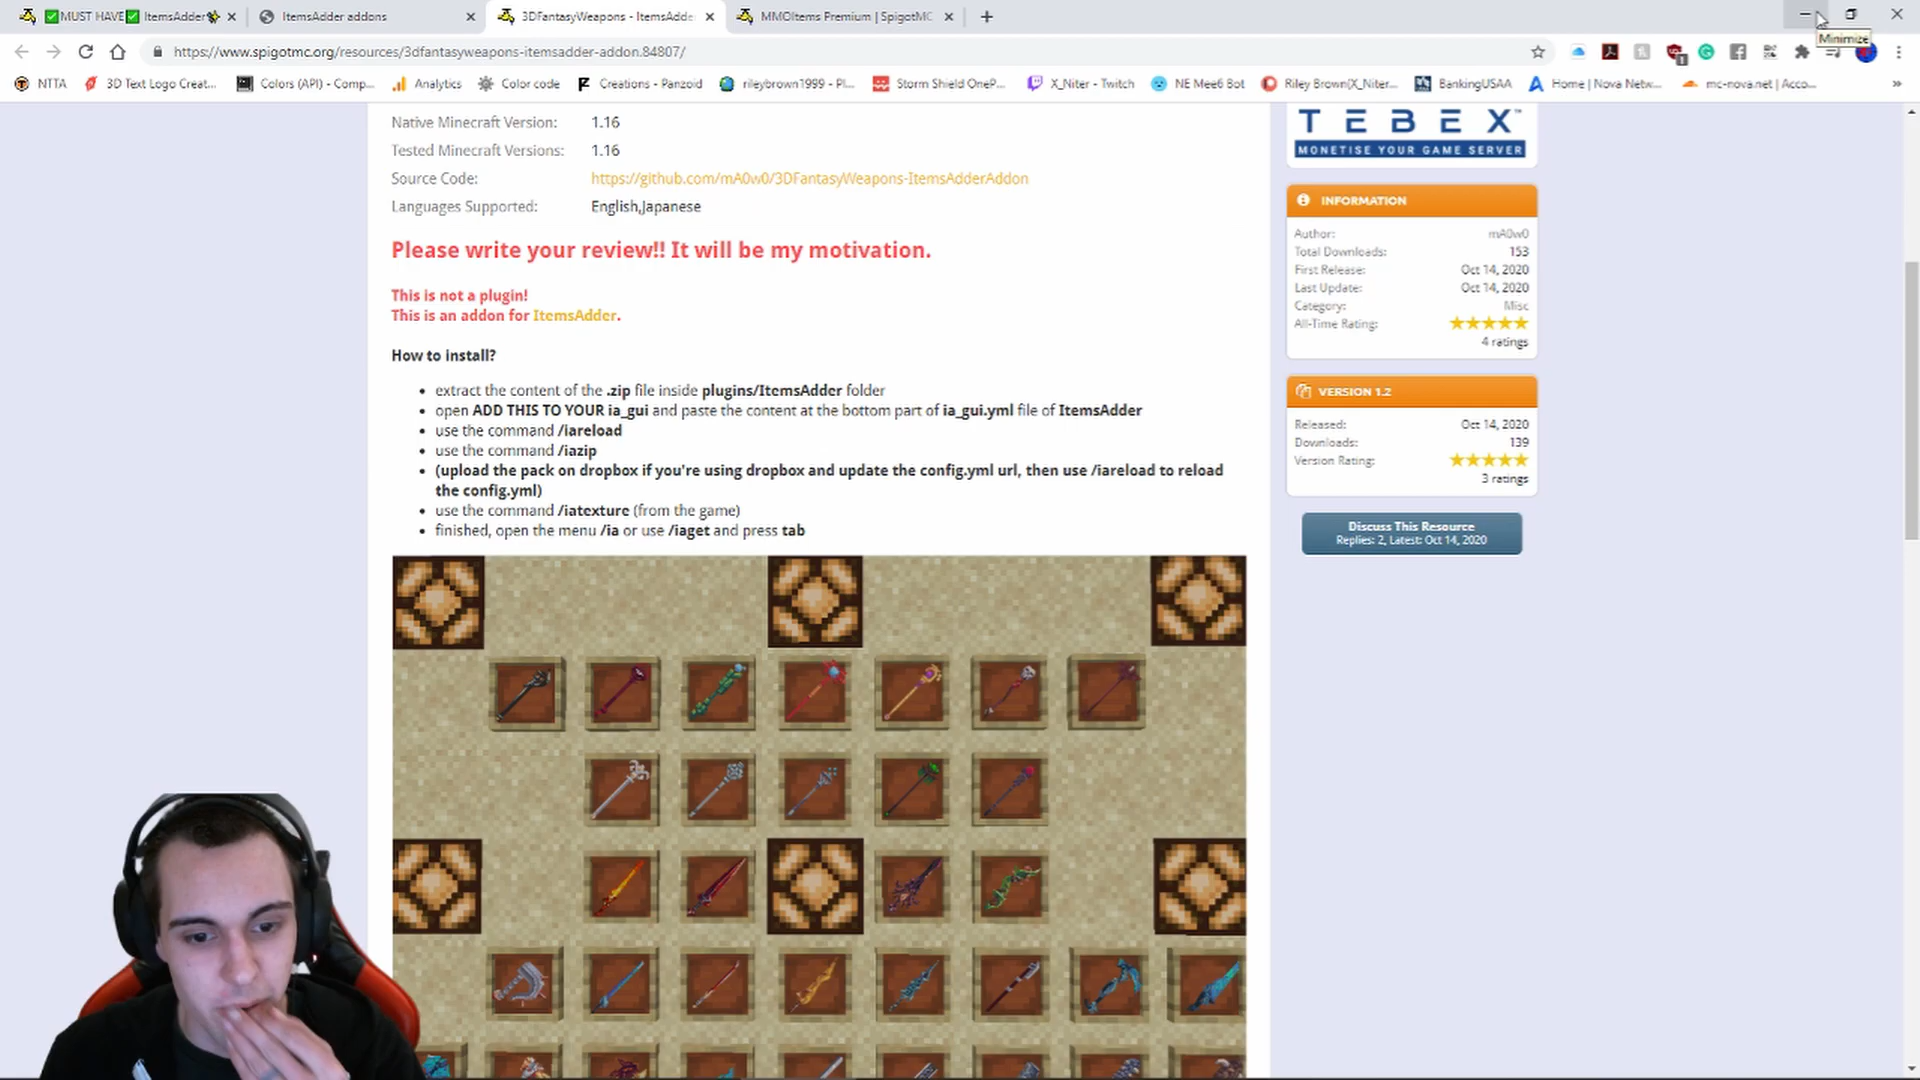 MUST HAVE ItemsAdder
ItemsAdder addons
3DFantasyWeapons - ItemsAdde
MMOItems Premium | SpigotMC
Minimize
https://www.spigotmc.org/resources/3dfantasyweapons-itemsadder-addon.84807/
NTTA
3D Text Logo Creat...
Colors (API) - Comp...
Analytics
Color code
Creations - Panzoid
rileybrown1999 - Pl...
Storm Shield OneP...
X_Niter - Twitch
NE Mee6 Bot
Riley Brown(X_Niter...
BankingUSAA
Home | Nova Netw...
mc-nova.net | Acco...
Native Minecraft Version: 1.16
Tested Minecraft Versions: 1.16
Source Code: https://github.com/mA0w0/3DFantasyWeapons-ItemsAdderAddon
Languages Supported: English,Japanese
Please write your review!! It will be my motivation.
This is not a plugin!
This is an addon for ItemsAdder.
How to install?
• extract the content of the .zip file inside plugins/ItemsAdder folder
• open ADD THIS TO YOUR ia_gui and paste the content at the bottom part of ia_gui.yml file of ItemsAdder
• use the command /iareload
• use the command /iazip
• (upload the pack on dropbox if you're using dropbox and update the config.yml url, then use /iareload to reload
the config.yml)
• use the command /iatexture (from the game)
• finished, open the menu /ia or use /iaget and press tab
TEBEX™
MONETISE YOUR GAME SERVER
INFORMATION
Author: mA0w0
Total Downloads: 153
First Release: Oct 14, 2020
Last Update: Oct 14, 2020
Category: Misc
All-Time Rating:
4 ratings
VERSION 1.2
Released: Oct 14, 2020
Downloads: 139
Version Rating:
3 ratings
Discuss This Resource
Replies: 2, Latest: Oct 14, 2020